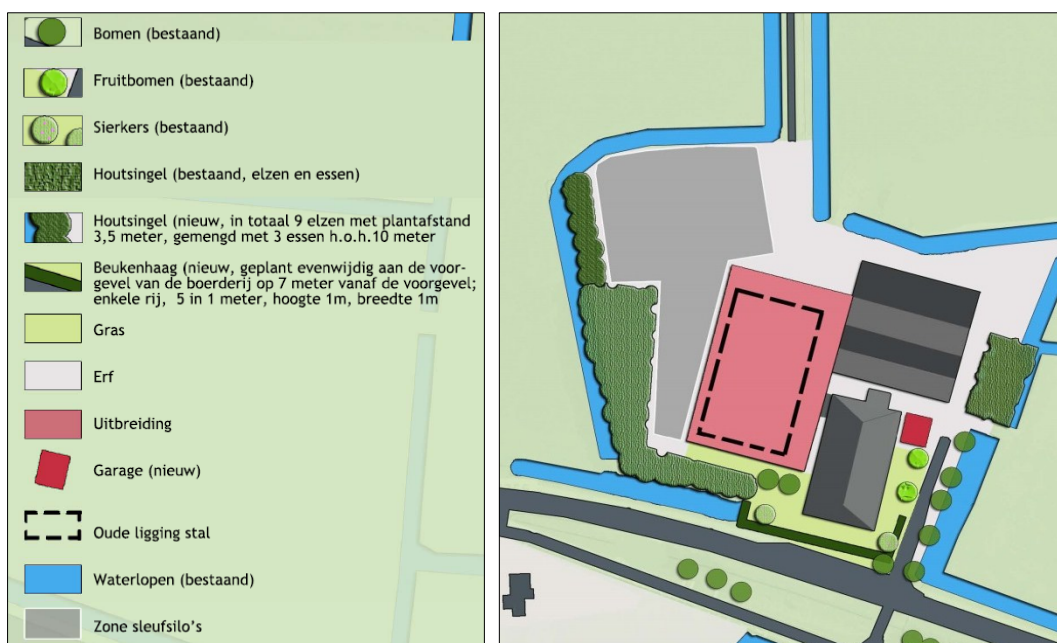 Bomen (bestaand)
Fruitbomen (bestaand)
Sierkers (bestaand)
Houtsingel (bestaand, elzen en essen)
Houtsingel (nieuw, in totaal 9 elzen met plantafstand
3,5 meter, gemengd met 3 essen h.o.h.10 meter
Beukenhaag (nieuw, geplant evenwijdig aan de voor-
gevel van de boerderij op 7 meter vanaf de voorgevel;
enkele rij, 5 in 1 meter, hoogte 1m, breedte 1m
Gras
Erf
Uitbreiding
Garage (nieuw)
Oude ligging stal
Waterlopen (bestaand)
Zone sleufsilo's